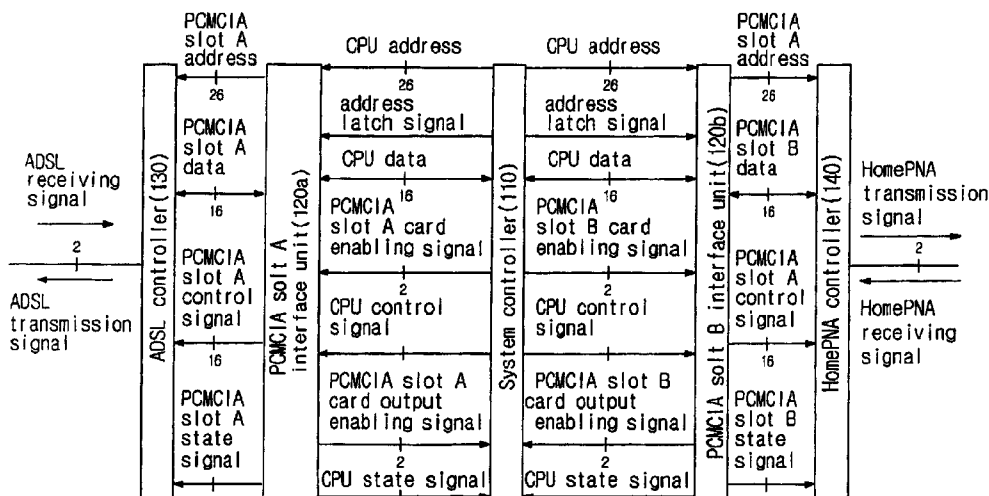 PCMCIA
slot A
address
26
PCMCIA
slot A
data
16
PCMCIA
slot A
control
signal
16
PCMCIA
slot A
state
signal
ADSL
receiving
signal
2
ADSL
transmission
signal
ADSL controller(130)
PCMCIA solt A
interface unit(120a)
CPU address
26
address
latch signal
CPU data
16
PCMCIA
slot A card
enabling signal
2
CPU control
signal
2
PCMCIA slot A
card output
enabling signal
2
CPU state signal
System controller(110)
CPU address
26
address
latch signal
CPU data
16
PCMCIA
slot B card
enabling signal
2
CPU control
signal
2
PCMCIA slot B
card output
enabling signal
2
CPU state signal
PCMCIA solt B interface unit(120b)
PCMCIA
slot A
address
26
PCMCIA
slot B
data
16
PCMCIA
slot A
control
signal
16
PCMCIA
slot B
state
signal
HomePNA controller(140)
HomePNA
transmission
signal
2
HomePNA
receiving
signal